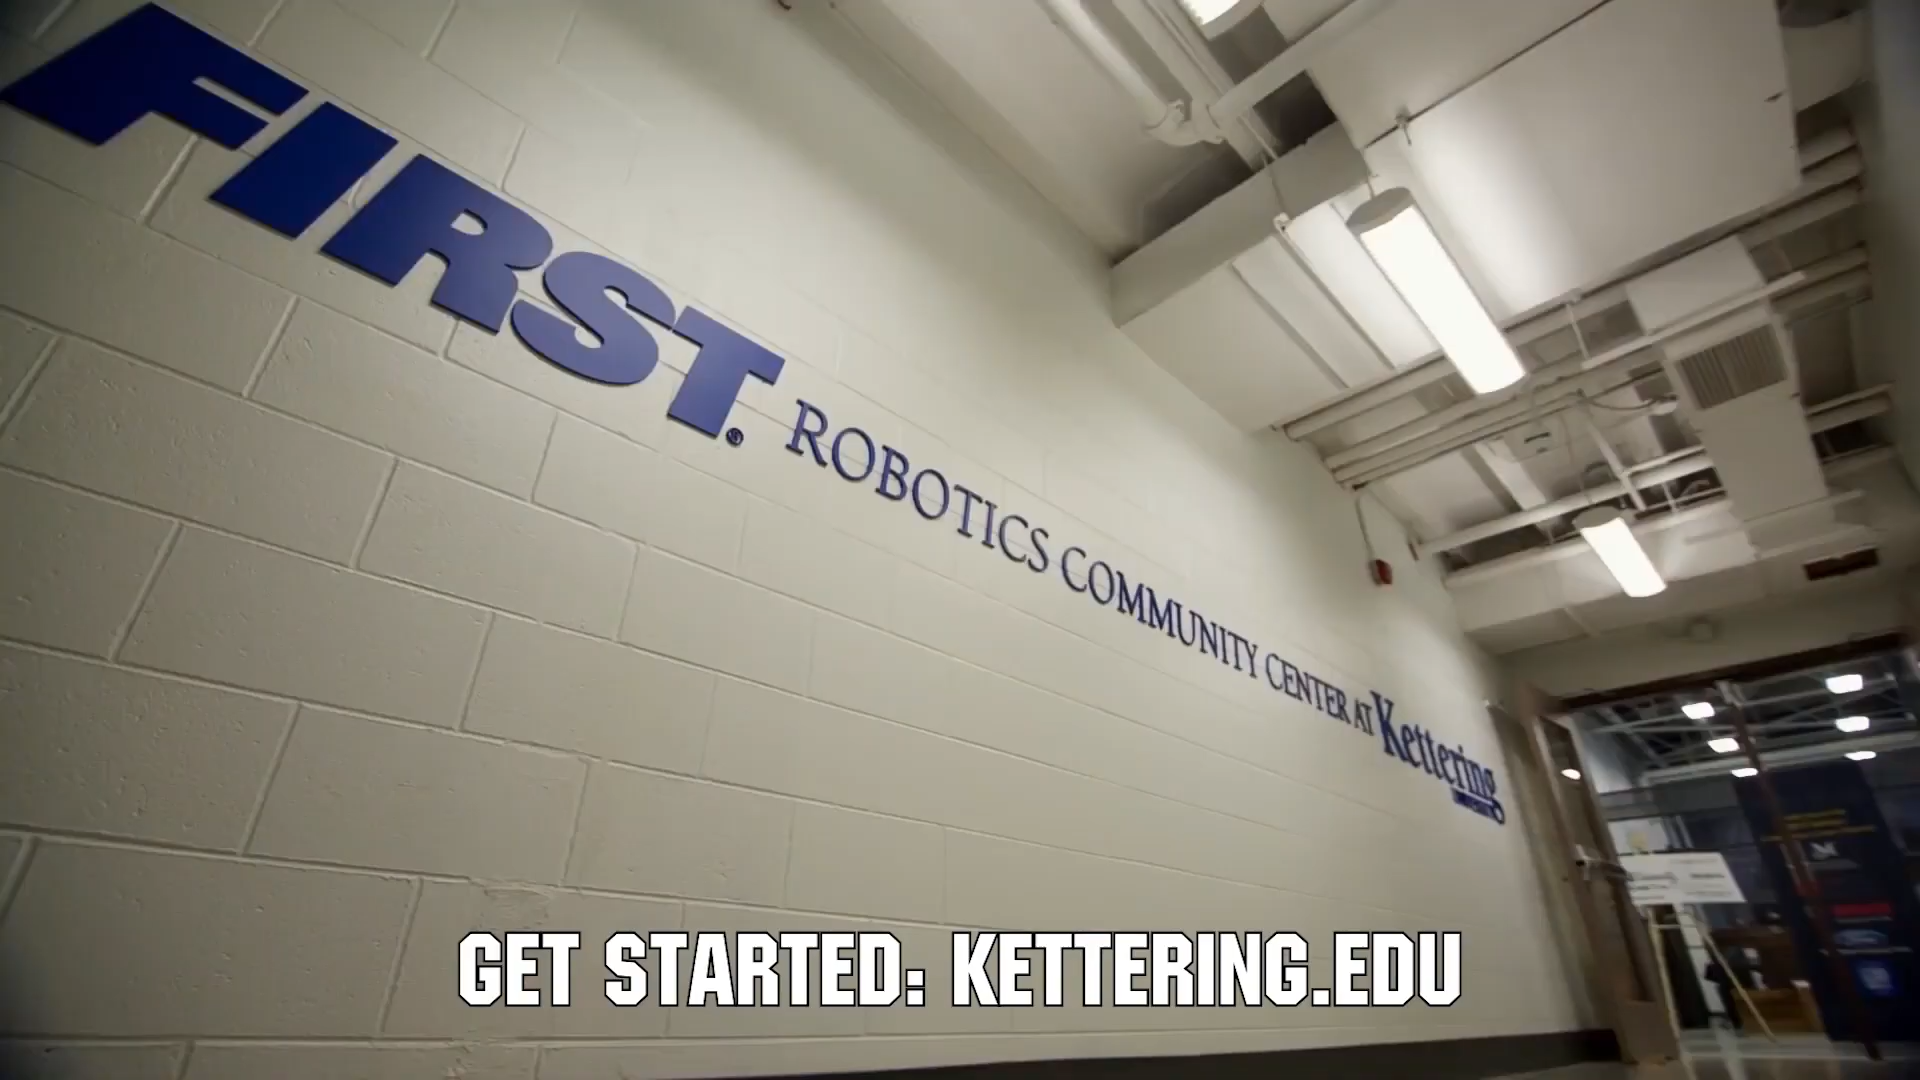 FIRST® ROBOTICS COMMUNITY CENTER AT Kettering
GET STARTED: KETTERING.EDU